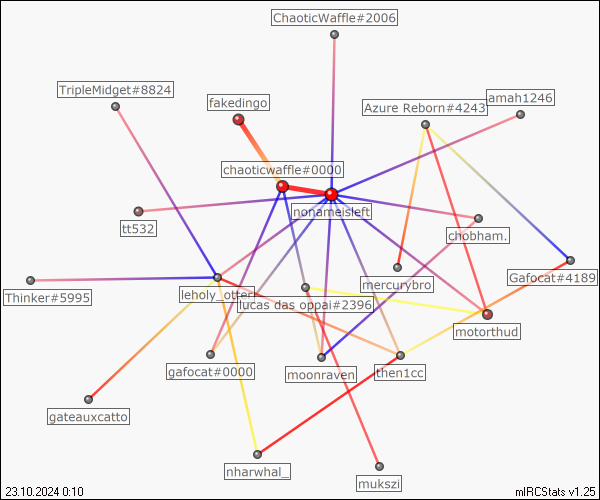 ChaoticWaffle#2006
TripleMidget#8824
fakedingo
amah1246
Azure Reborn#4243
chaoticwaffle#0000
nonameisleft
tt532
chobham.
Thinker#5995
leholy_otter
lucas das oppai#2396
mercurybro
Gafocat#4189
motorthud
gafocat#0000
moonraven
then1cc
gateauxcatto
nharwhal_
mukszi
23.10.2024 0:10
mIRCStats v1.25